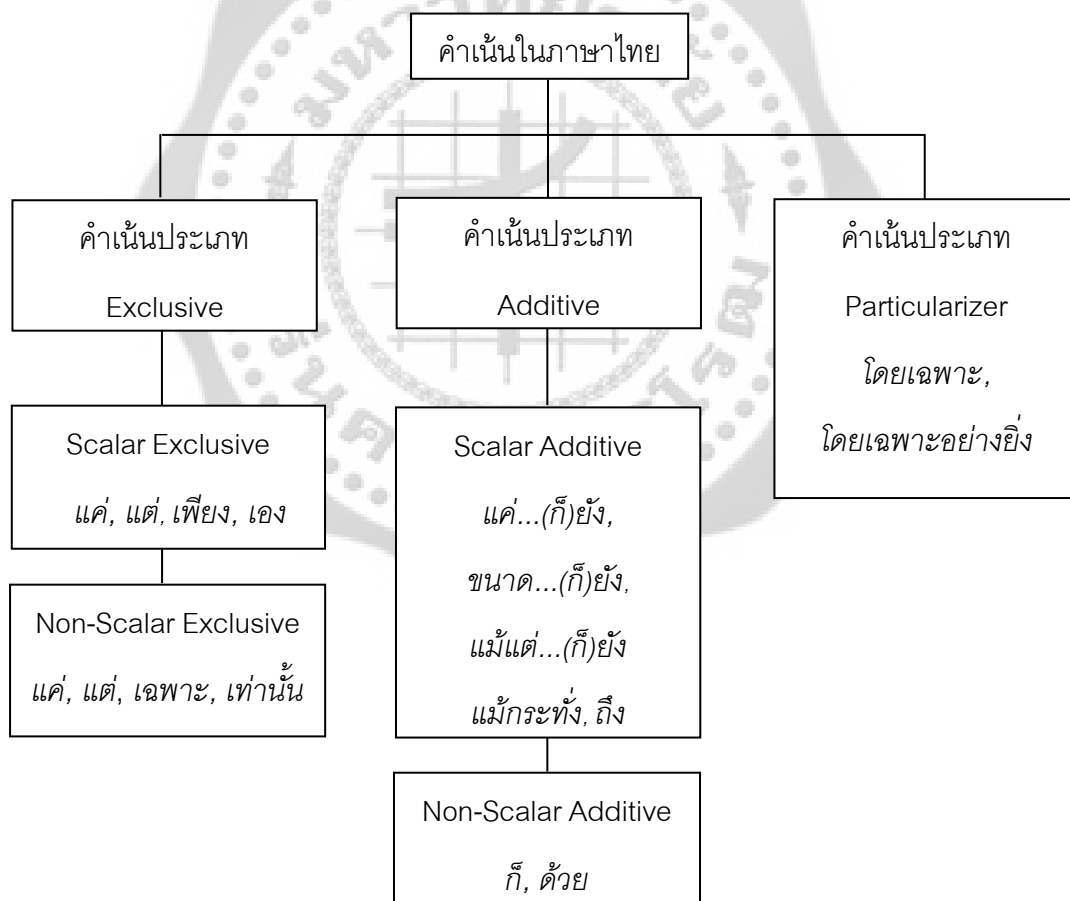 คำเน้นในภาษาไทย
คำเน้นประเภท
Exclusive
Scalar Exclusive
แค่, แต่, เพียง, เอง
Non-Scalar Exclusive
แค่, แต่, เฉพาะ, เท่านั้น
คำเน้นประเภท
Additive
Scalar Additive
แค่...(ก็)ยัง,
ขนาด...(ก็)ยัง,
แม้แต่...(ก็)ยัง
แม้กระทั่ง, ถึง
Non-Scalar Additive
ก็, ด้วย
คำเน้นประเภท
Particularizer
โดยเฉพาะ,
โดยเฉพาะอย่างยิ่ง